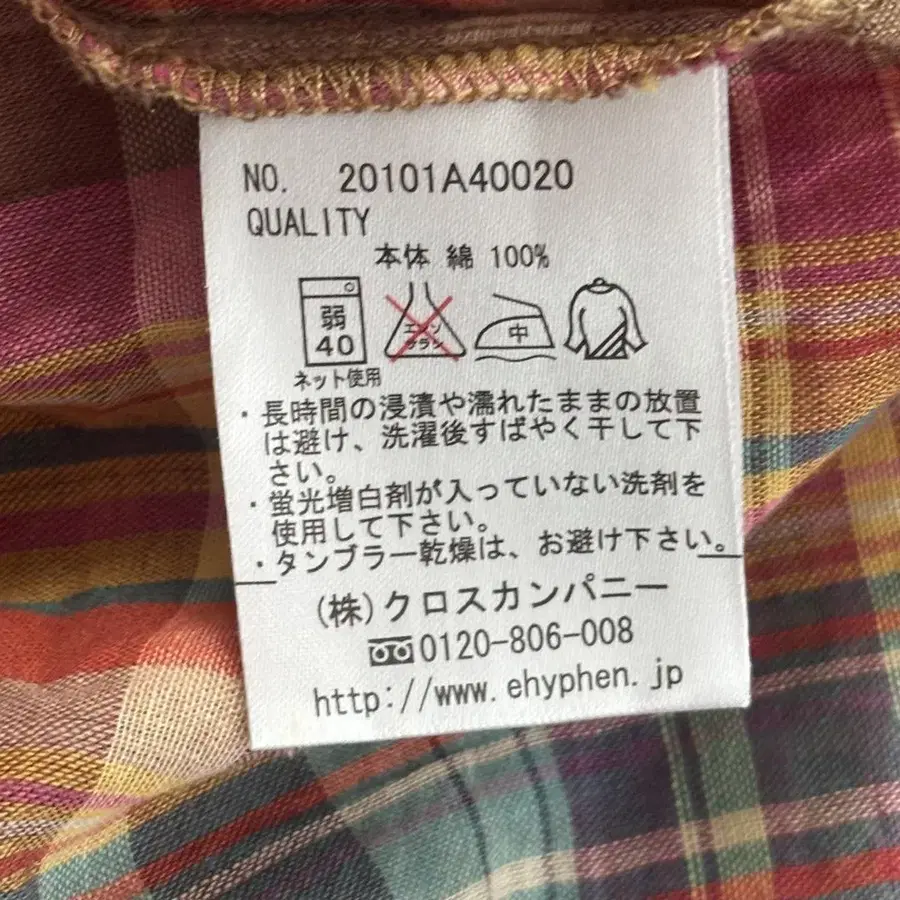 NO. 20101A40020
QUALITY
本体 綿 100%
弱
40
エンソ
サラシ
中
ネット使用
・長時間の浸漬や濡れたままの放置
は避け、洗濯後すばやく干して下
さい。
・蛍光増白剤が入っていない洗剤を
使用して下さい。
・タンブラー乾燥は、お避け下さい。
(株)クロスカンパニー
0120-806-008
http://www.ehyphen.jp